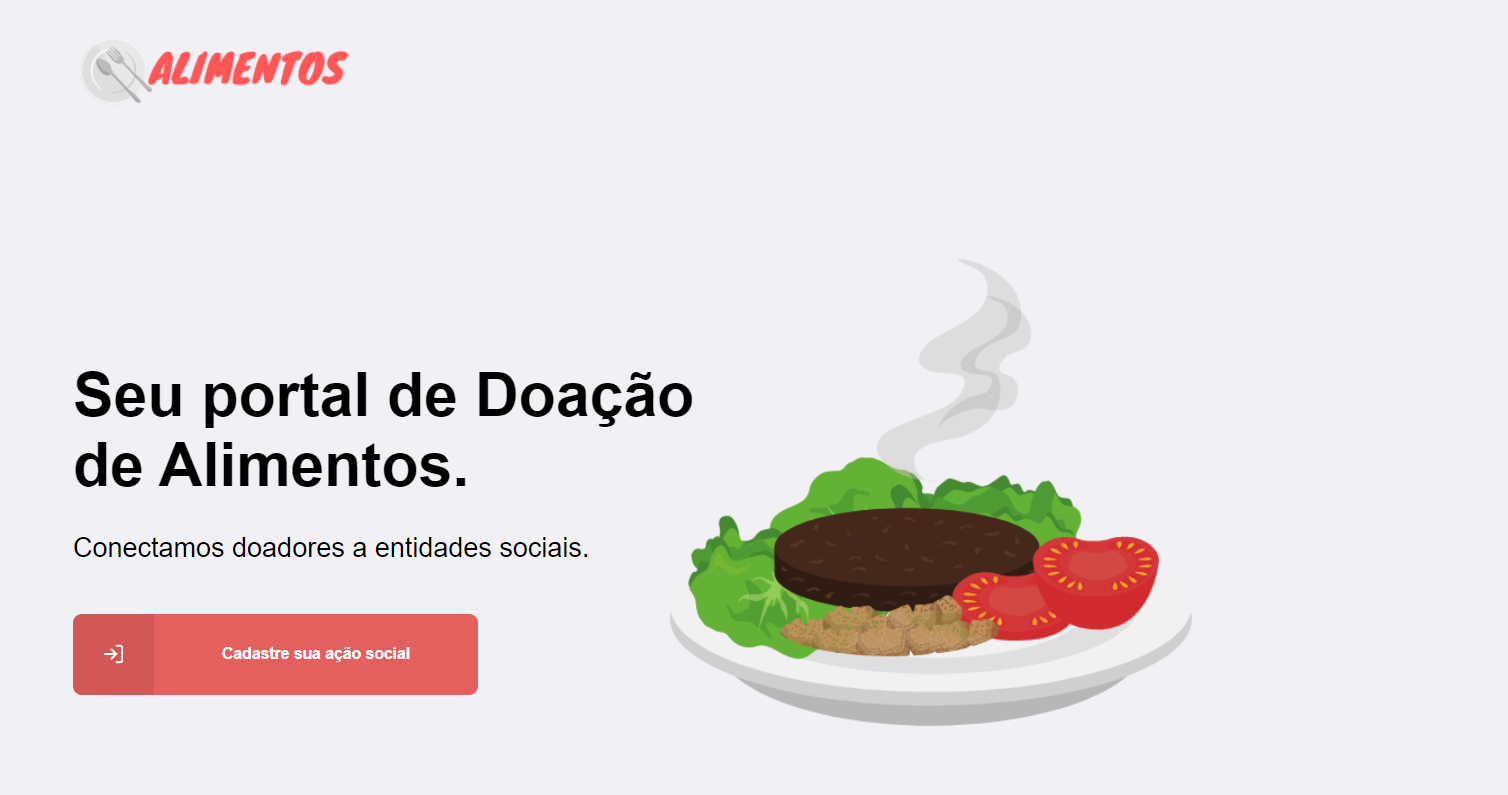 ALIMENTOS
Seu portal de Doação
de Alimentos.
Conectamos doadores a entidades sociais.
Cadastre sua ação social